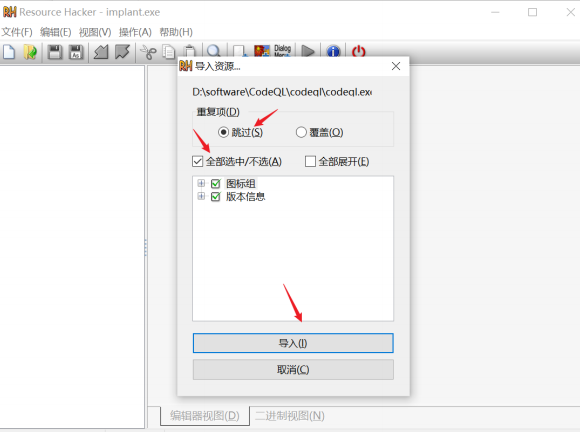 Resource Hacker - implant.exe
文件(F) 编辑(E) 视图(V) 操作(A) 帮助(H)
Dialog
导入资源...
D:\software\CodeQL\codeql\codeql.exe
重复项(D)
跳过(S) 覆盖(O)
全部选中/不选(A) 全部展开(E)
图标组
版本信息
导入(I)
取消(C)
编辑器视图(D) 二进制视图(N)